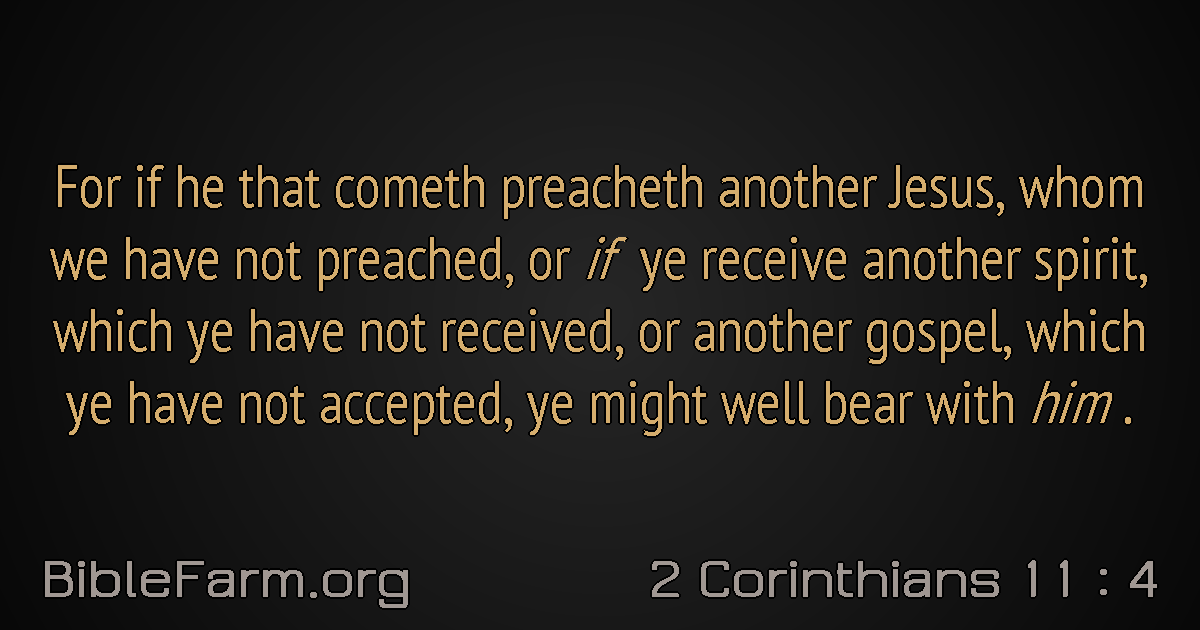 For if he that cometh preacheth another Jesus, whom
we have not preached, or if ye receive another spirit,
which ye have not received, or another gospel, which
ye have not accepted, ye might well bear with him .
BibleFarm.org
2 Corinthians 11 : 4